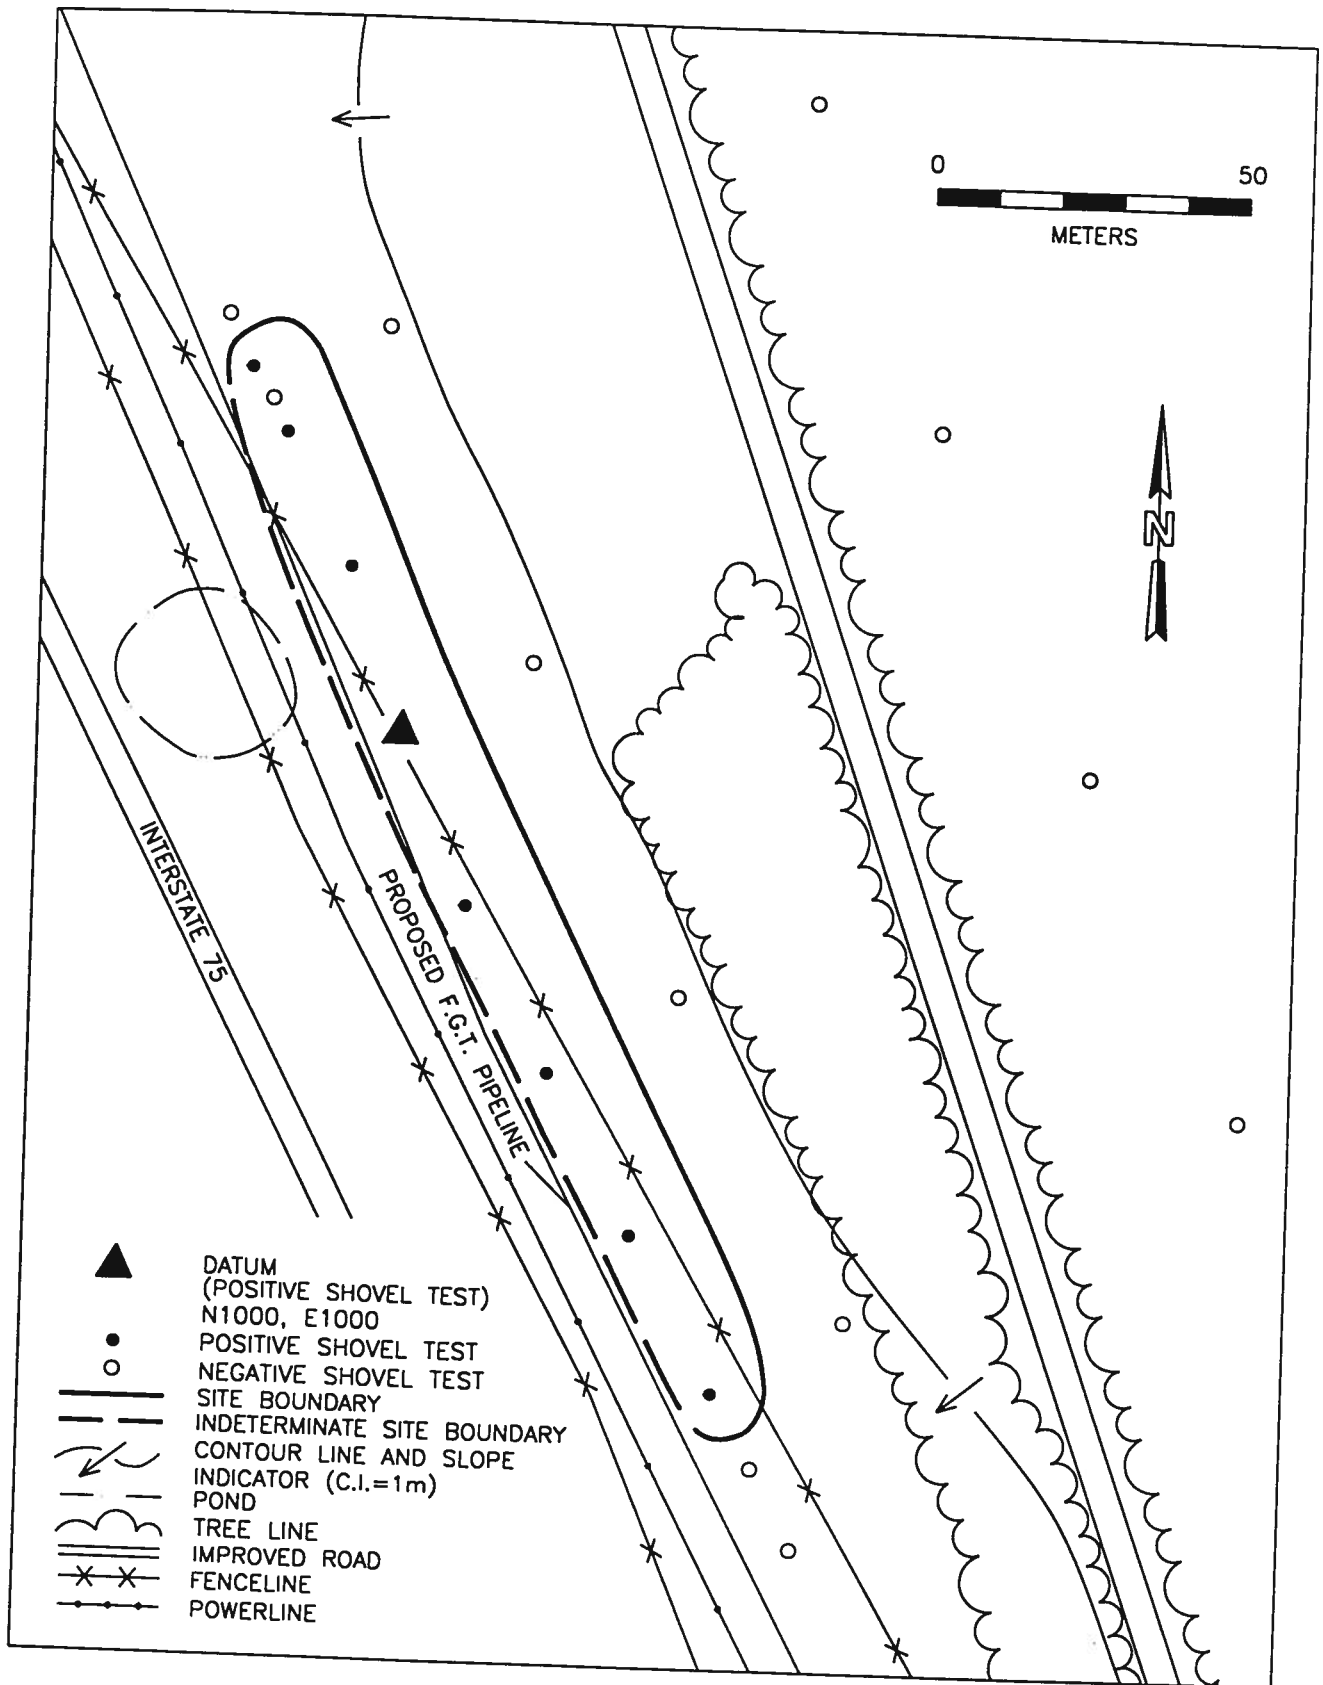 0 50
METERS
N
INTERSTATE 75
PROPOSED F.G.T. PIPELINE
DATUM
(POSITIVE SHOVEL TEST)
N1000, E1000
POSITIVE SHOVEL TEST
NEGATIVE SHOVEL TEST
SITE BOUNDARY
INDETERMINATE SITE BOUNDARY
CONTOUR LINE AND SLOPE
INDICATOR (C.I.=1m)
POND
TREE LINE
IMPROVED ROAD
FENCELINE
POWERLINE